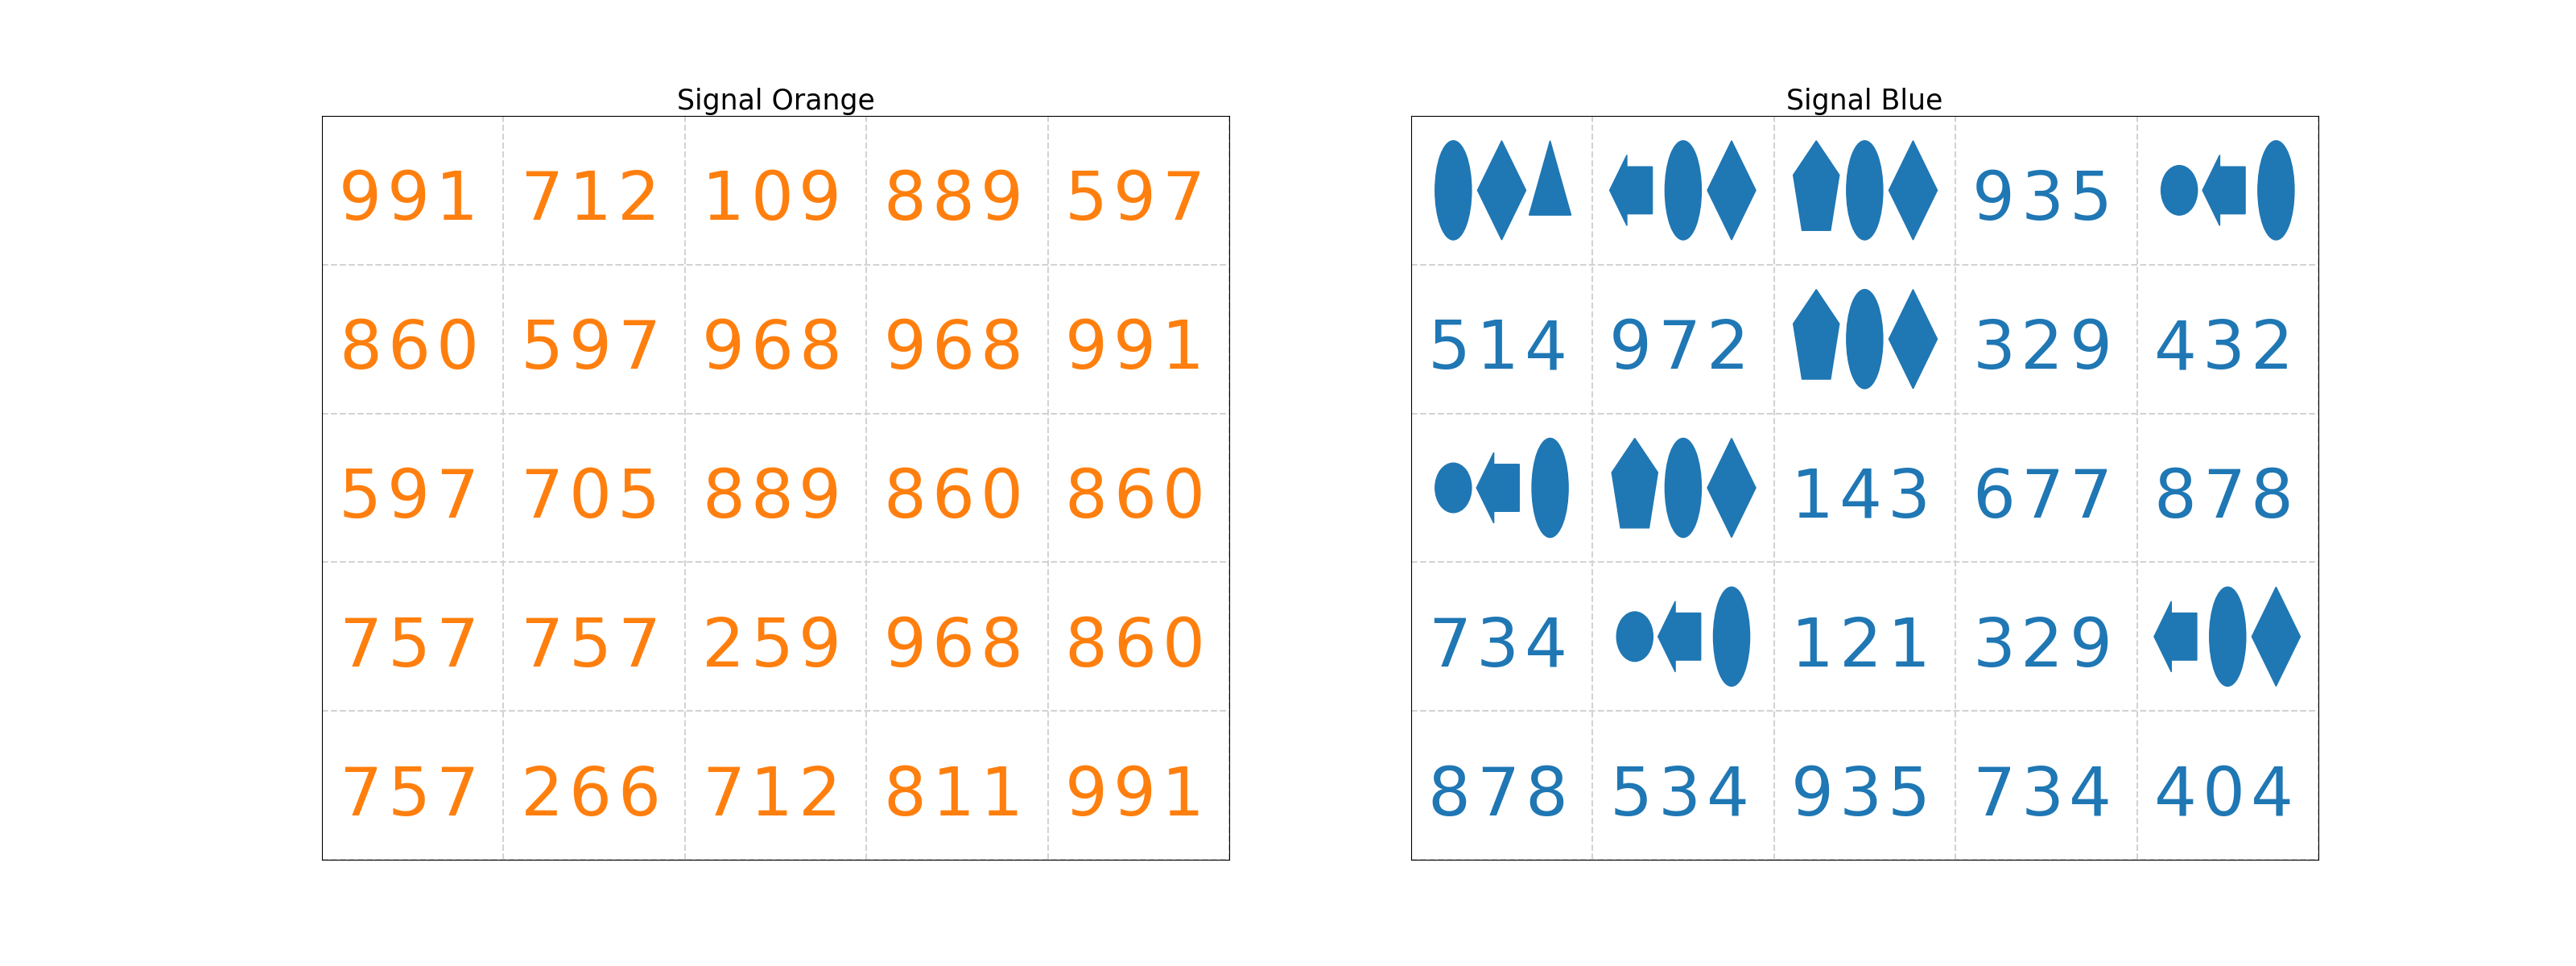 Signal Orange
991 712 109 889 597
860 597 968 968 991
597 705 889 860 860
757 757 259 968 860
757 266 712 811 991
Signal Blue
935
514 972 329 432
143 677 878
734 121 329
878 534 935 734 404